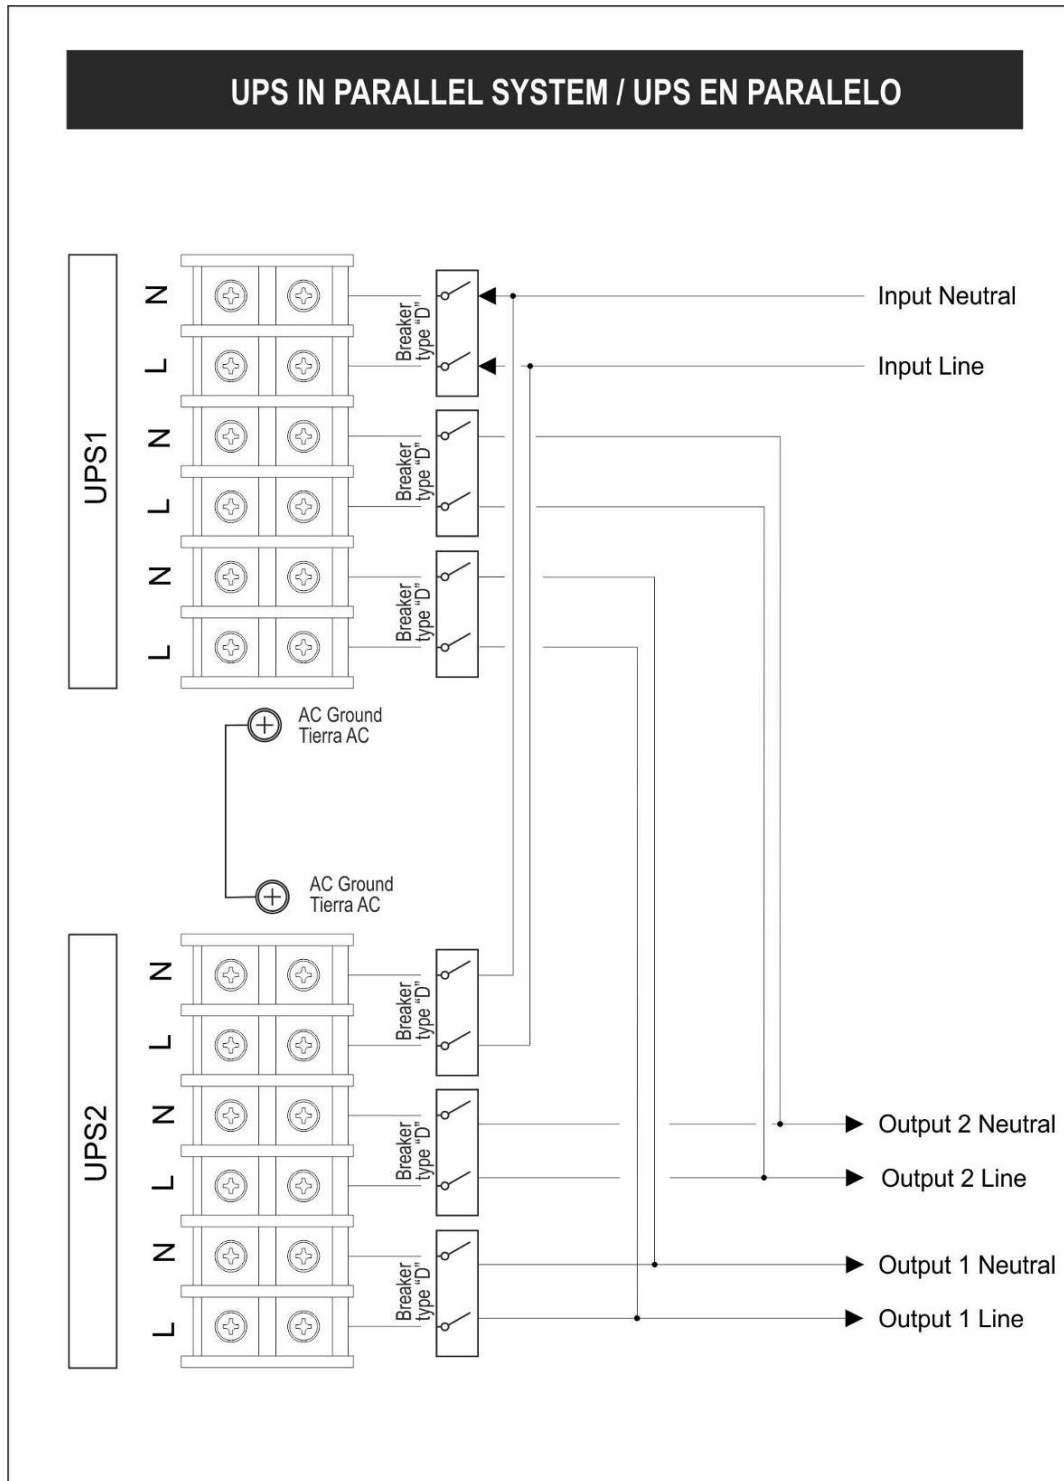 UPS IN PARALLEL SYSTEM / UPS EN PARALELO
UPS1
N
L
N
L
N
L
Breaker
type “D”
Breaker
type “D”
Breaker
type “D”
Input Neutral
Input Line
AC Ground
Tierra AC
AC Ground
Tierra AC
UPS2
N
L
N
L
N
L
Breaker
type “D”
Breaker
type “D”
Breaker
type “D”
Output 2 Neutral
Output 2 Line
Output 1 Neutral
Output 1 Line